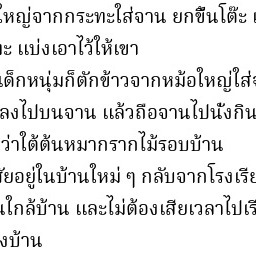 ใหญ่จากกระทะใส่จาน ยกขึ้นโต๊ะ
ะ แบ่งเอาไว้ให้เขา
เด็กหนุ่มก็ตักข้าวจากหม้อใหญ่ใส่
ลงไปบนจาน แล้วถือจานไปนั่งกิน
ว่าใต้ต้นหมากรากไม้รอบบ้าน
ัยอยู่ในบ้านใหม่ ๆ กลับจากโรงเรีย
นใกล้บ้าน และไม่ต้องเสียเวลาไปเรี
งบ้าน